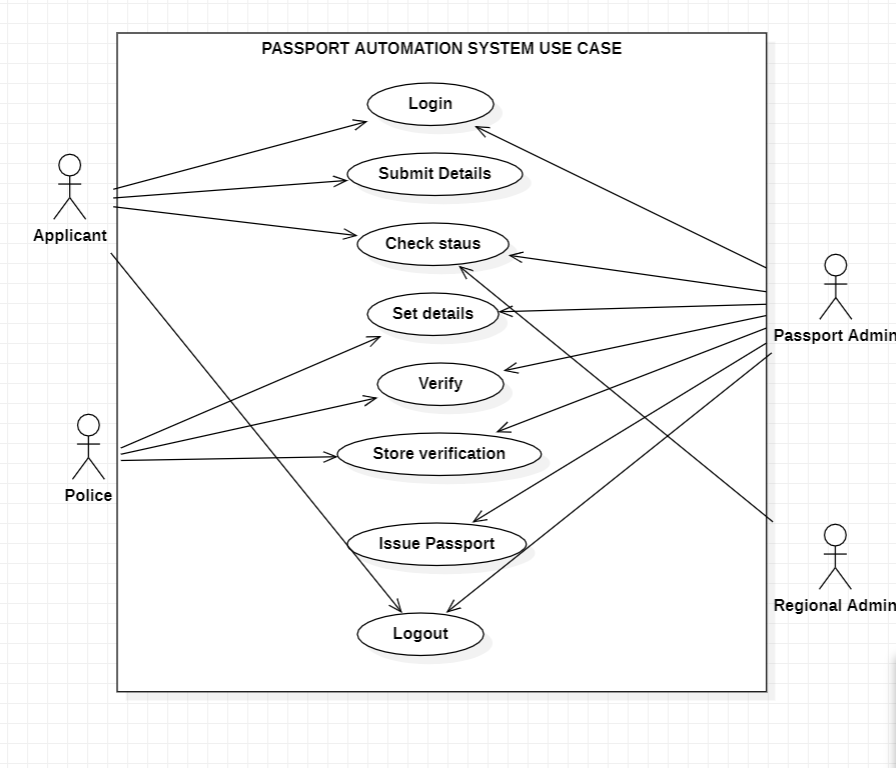 PASSPORT AUTOMATION SYSTEM USE CASE
Login
Submit Details
Applicant
Check staus
Set details
Passport Admin
Verify
Store verification
Police
Issue Passport
Regional Admin
Logout